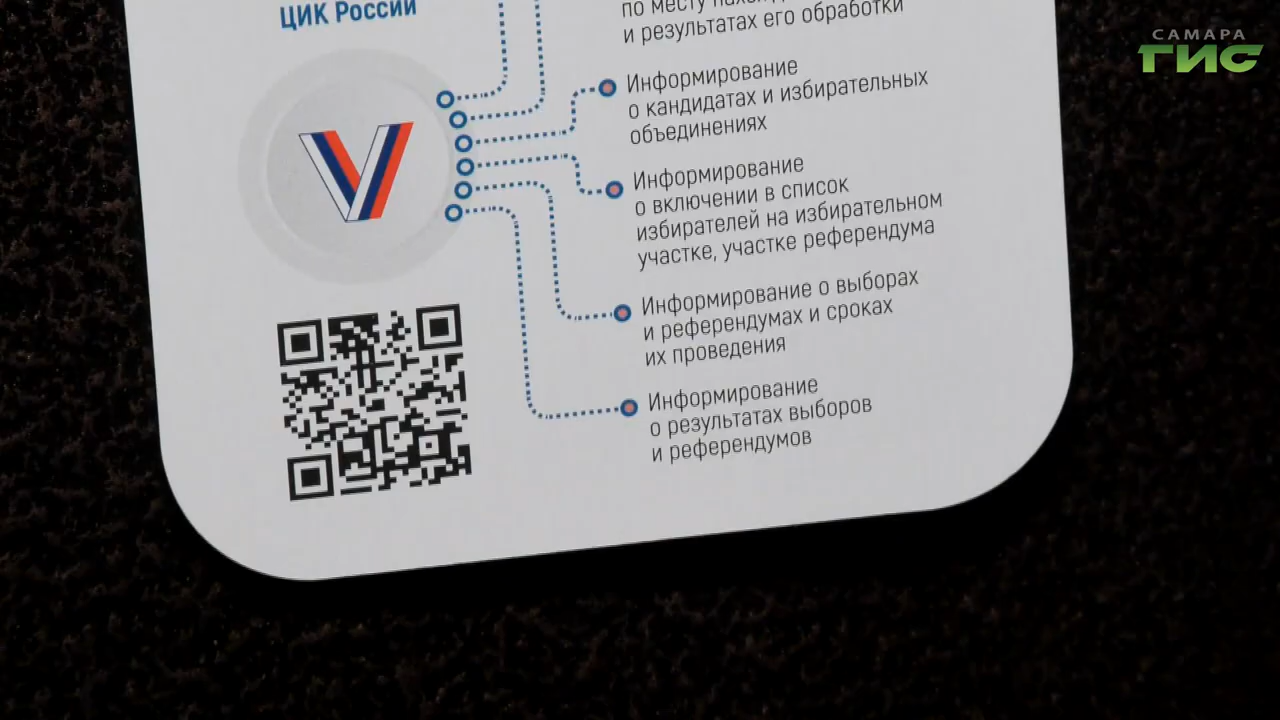 ЦИК России
по месту
и результатах его обработки
САМАРА
ГИС
Информирование
о кандидатах и избирательных
объединениях
Информирование
о включении в список
избирателей на избирательном
участке, участке референдума
Информирование о выборах
и референдумах и сроках
их проведения
Информирование
о результатах выборов
и референдумов